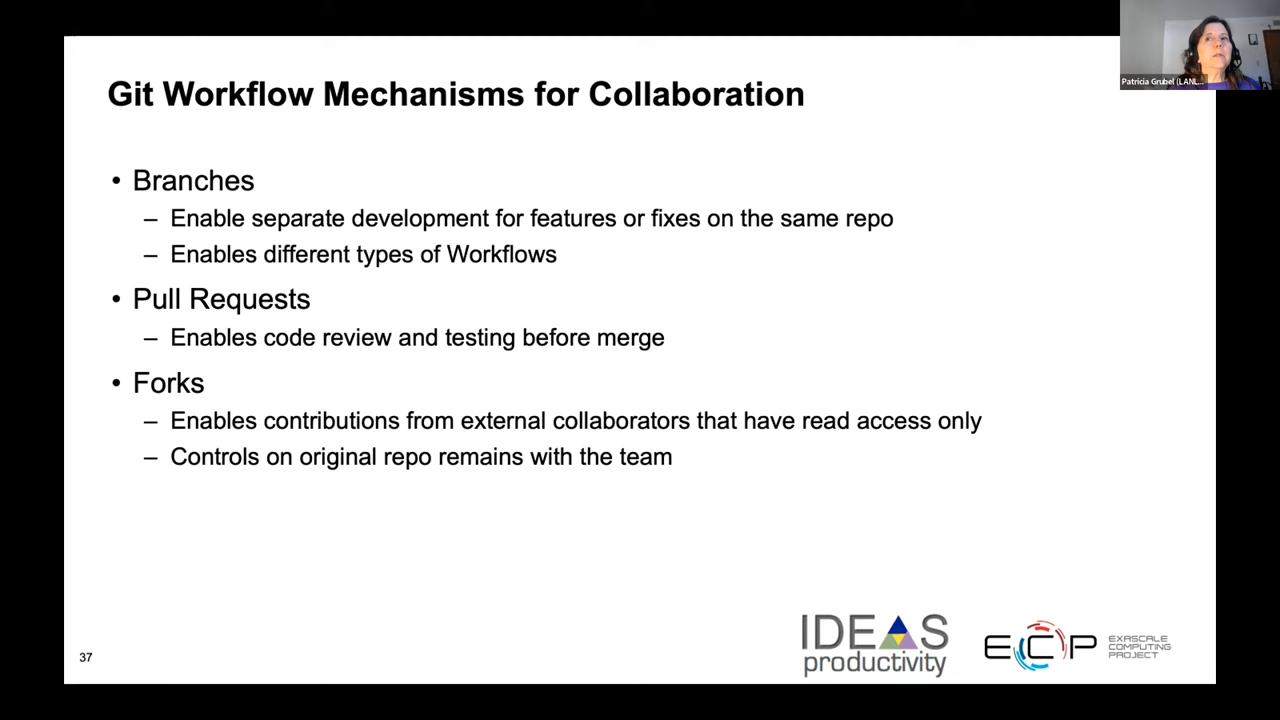 Patricia Grubel (LANL...
Git Workflow Mechanisms for Collaboration
• Branches
– Enable separate development for features or fixes on the same repo
– Enables different types of Workflows
• Pull Requests
– Enables code review and testing before merge
• Forks
– Enables contributions from external collaborators that have read access only
– Controls on original repo remains with the team
37
IDEAS
productivity
ECP
EXASCALE
COMPUTING
PROJECT